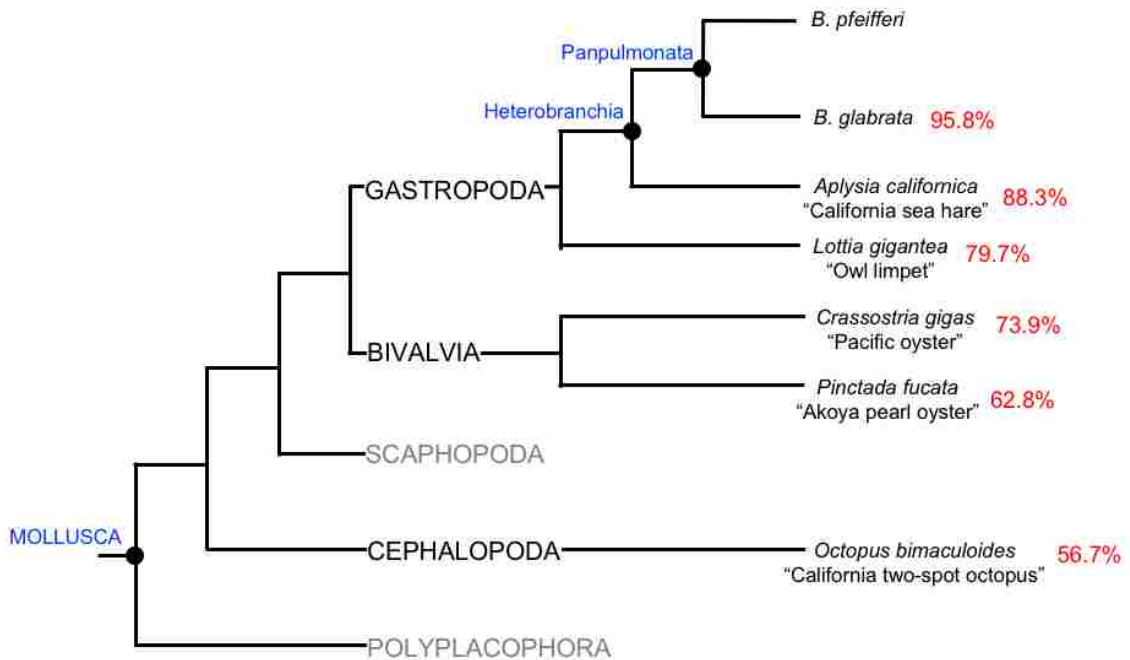 B. pfeifferi
Panpulmonata
Heterobranchia
B. glabrata 95.8%
GASTROPODA
Aplysia californica 88.3%
“California sea hare”
Lottia gigantea 79.7%
“Owl limpet”
Crassostria gigas 73.9%
“Pacific oyster”
BIVALVIA
Pinctada fucata 62.8%
“Akoya pearl oyster”
SCAPHOPODA
MOLLUSCA
CEPHALOPODA
Octopus bimaculoides 56.7%
“California two-spot octopus”
POLYPLACOPHORA